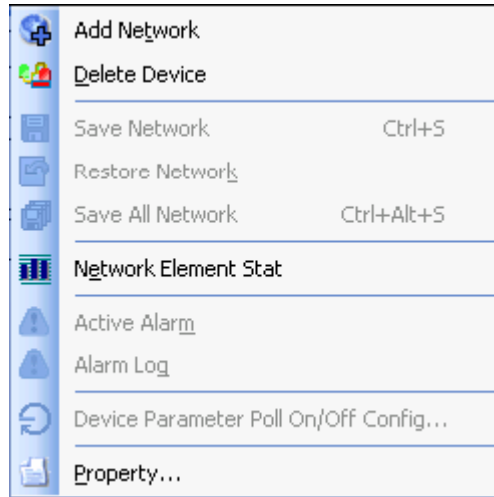 Add Network
Delete Device
Save Network Ctrl+S
Restore Network
Save All Network Ctrl+Alt+S
Network Element Stat
Active Alarm
Alarm Log
Device Parameter Poll On/Off Config...
Property...